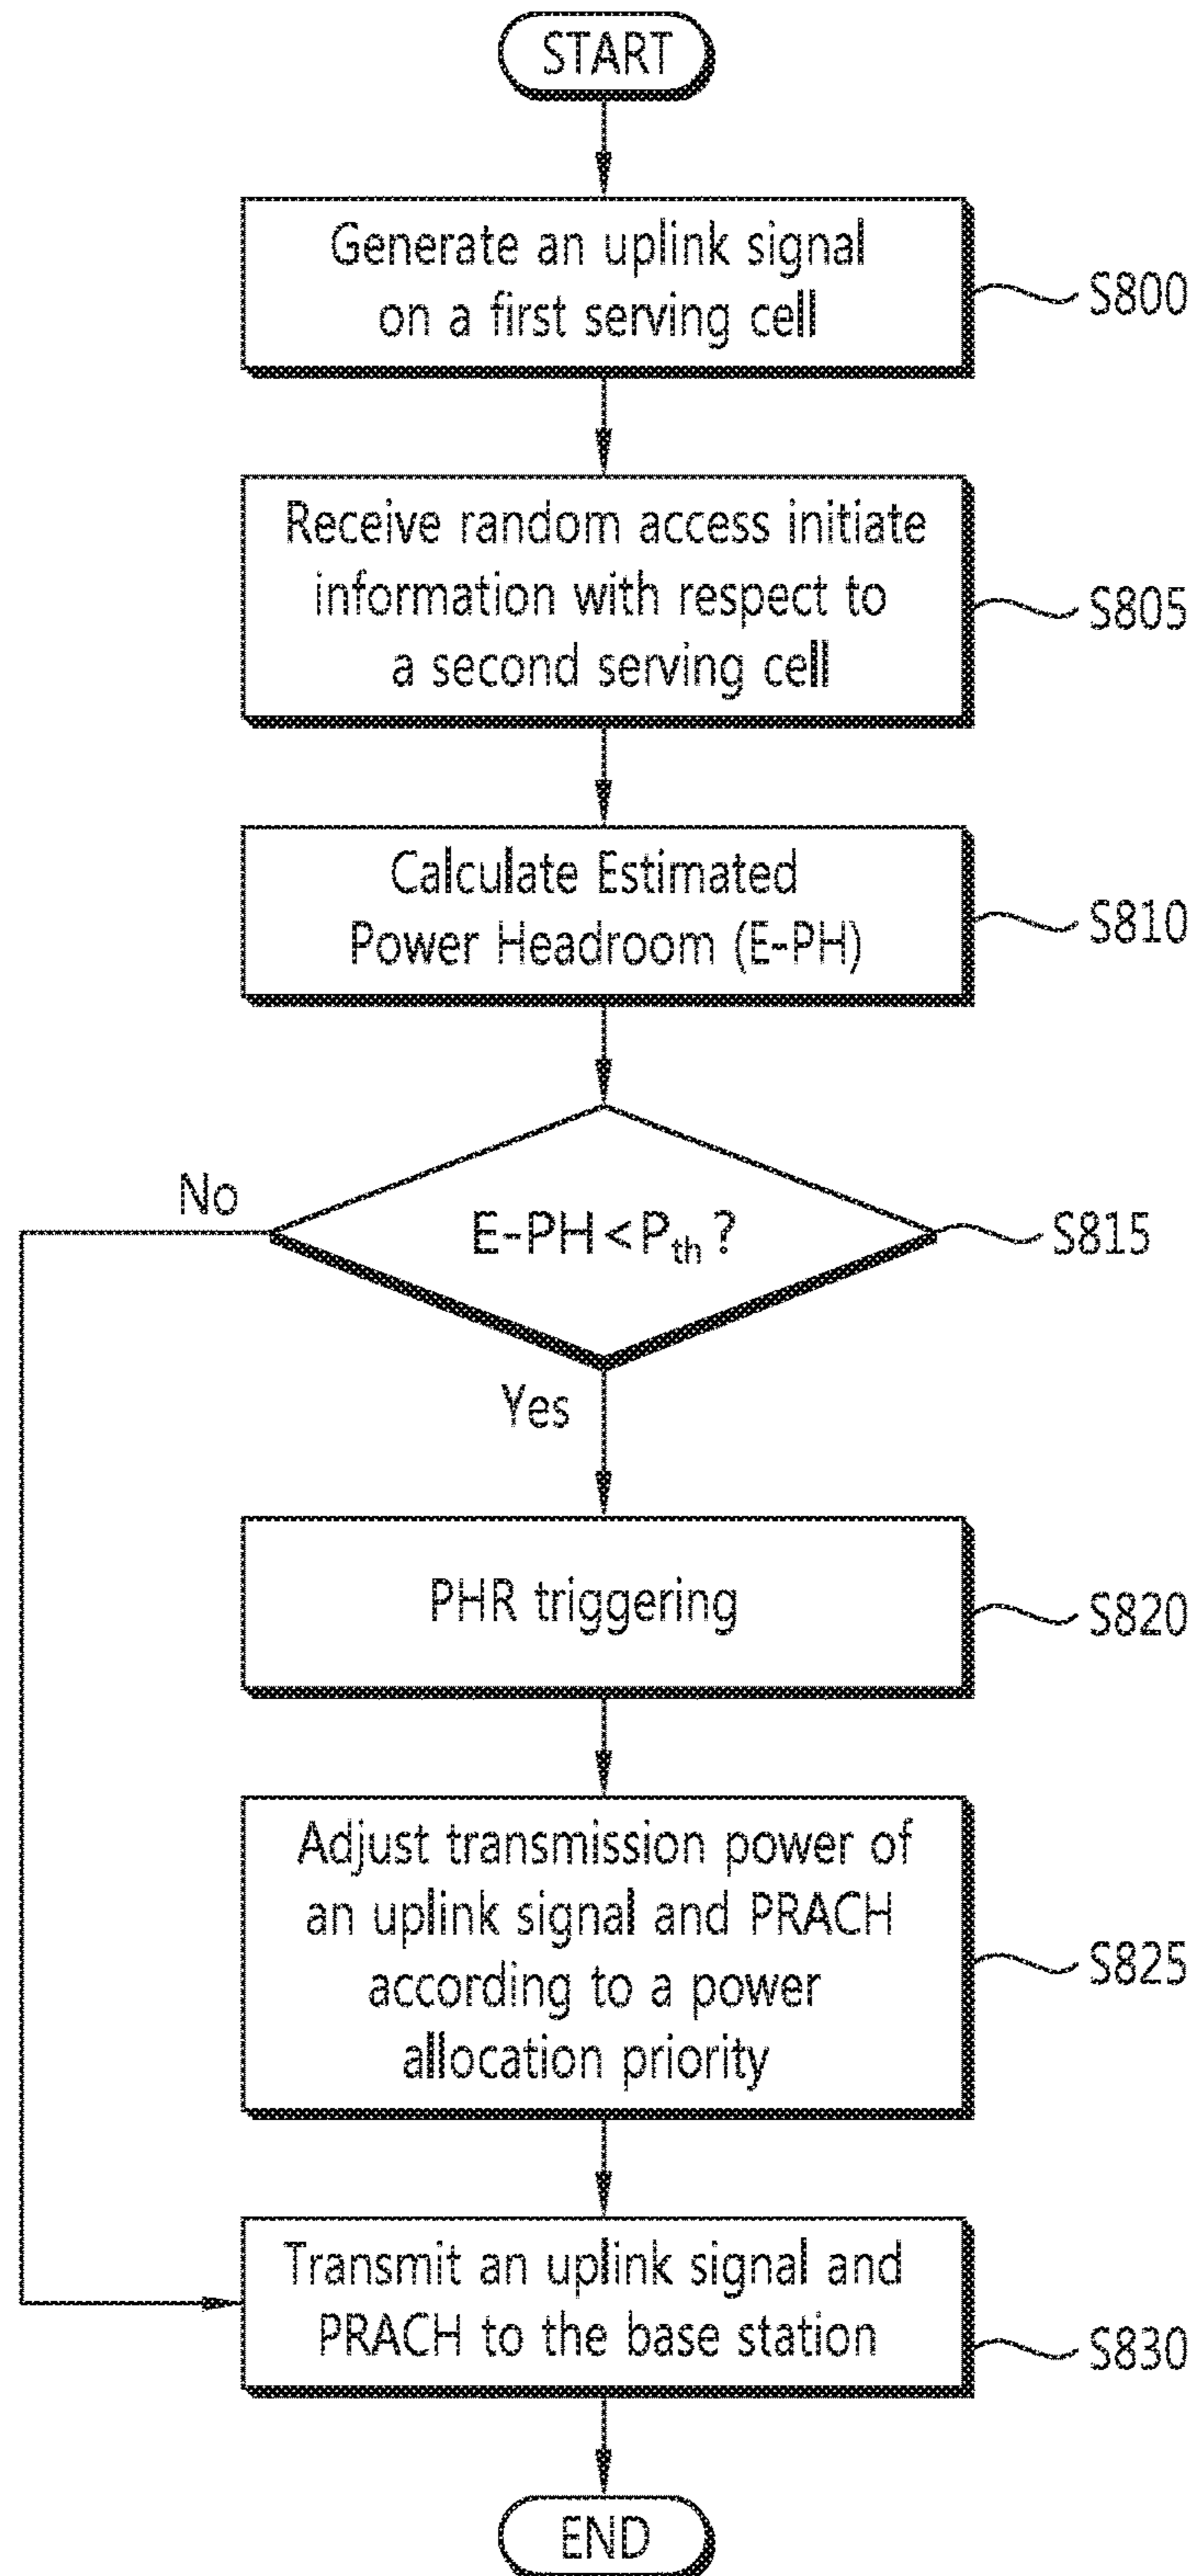 START
Generate an uplink signal
on a first serving cell
S800
Receive random access initiate
information with respect to
a second serving cell
S805
Calculate Estimated
Power Headroom (E-PH)
S810
No
E-PH < Pth ?
S815
Yes
PHR triggering
S820
Adjust transmission power of
an uplink signal and PRACH
according to a power
allocation priority
S825
Transmit an uplink signal and
PRACH to the base station
S830
END